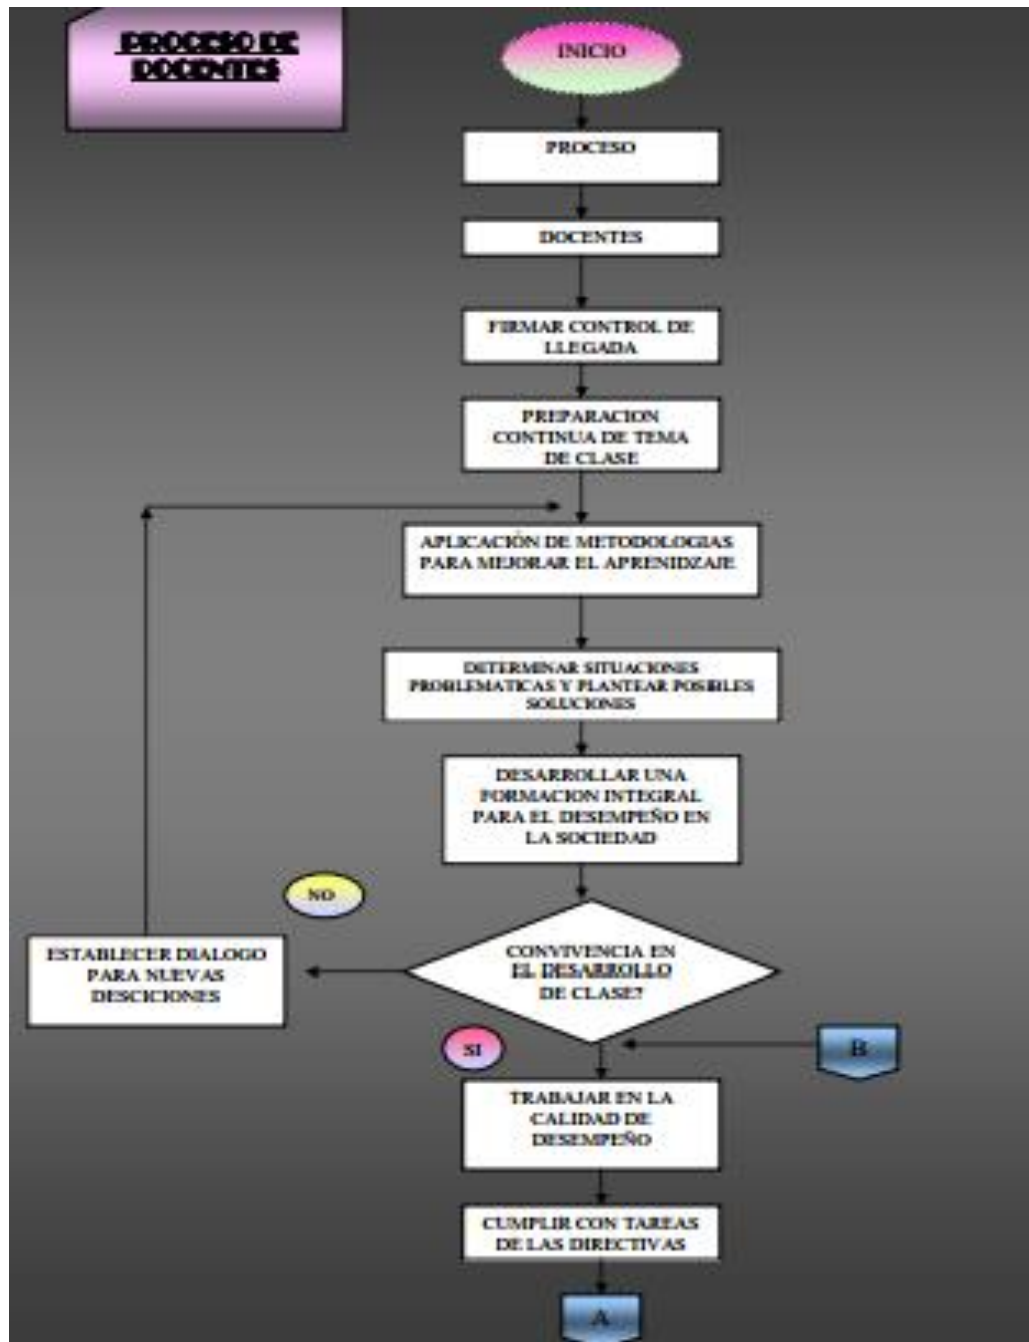 PROCESO DE
DOCENTES
INICIO
PROCESO
DOCENTES
FIRMAR CONTROL DE
LLEGADA
PREPARACION
CONTINUA DE TEMA
DE CLASE
APLICACIÓN DE METODOLOGIAS
PARA MEJORAR EL APRENIDZAJE
DETERMINAR SITUACIONES
PROBLEMATICAS Y PLANTEAR POSIBLES
SOLUCIONES
DESARROLLAR UNA
FORMACION INTEGRAL
PARA EL DESEMPEÑO EN
LA SOCIEDAD
NO
ESTABLECER DIALOGO
PARA NUEVAS
DESCICIONES
CONVIVENCIA EN
EL DESARROLLO
DE CLASE?
SI
B
TRABAJAR EN LA
CALIDAD DE
DESEMPEÑO
CUMPLIR CON TAREAS
DE LAS DIRECTIVAS
A